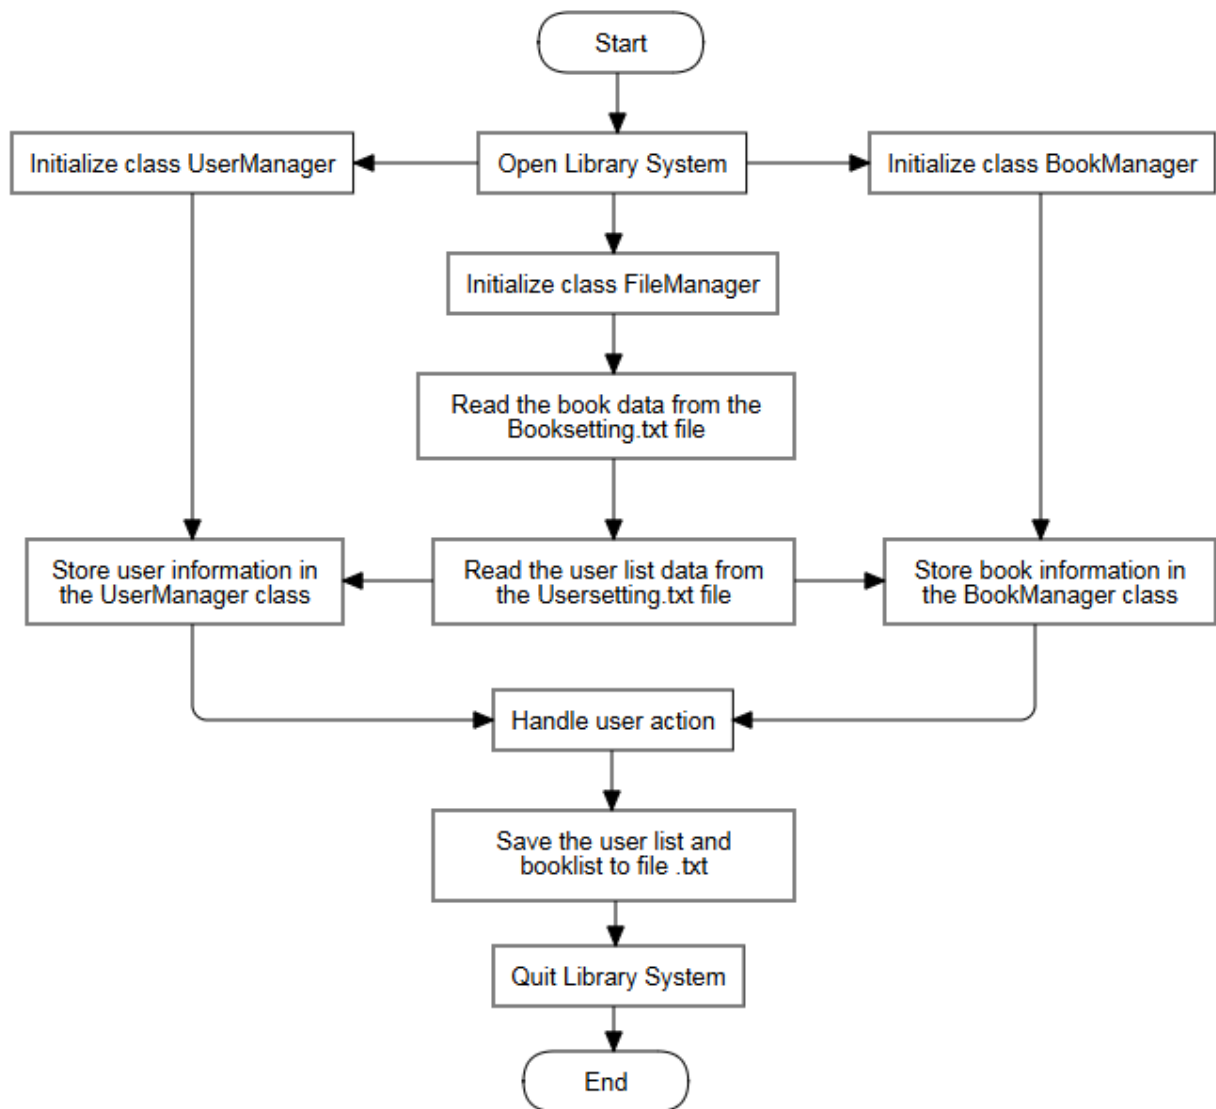 Start
Initialize class UserManager
Open Library System
Initialize class BookManager
Initialize class FileManager
Read the book data from the
Booksetting.txt file
Store user information in
the UserManager class
Read the user list data from
the Usersetting.txt file
Store book information in
the BookManager class
Handle user action
Save the user list and
booklist to file .txt
Quit Library System
End